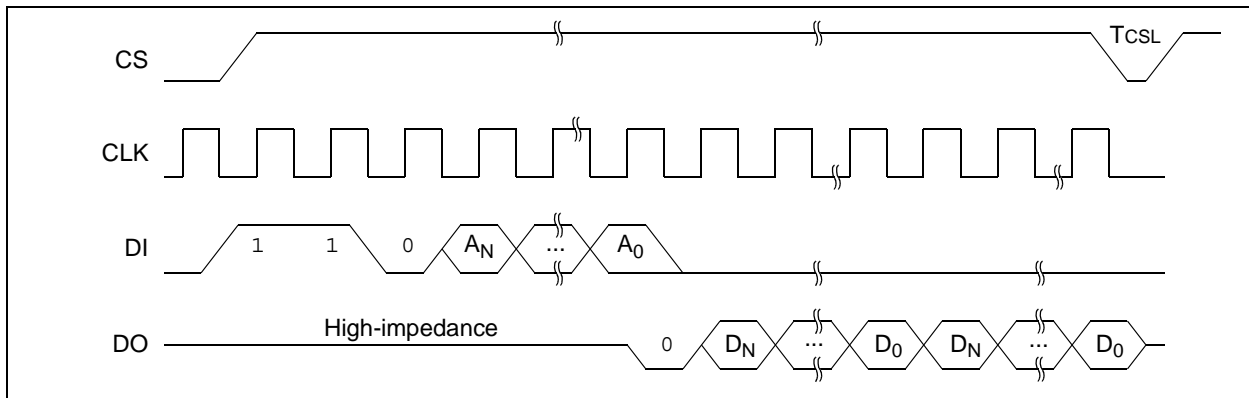 CS TCSL
CLK
DI 1 1 0 AN ... A0
High-impedance
DO 0 DN ... D0 DN ... D0